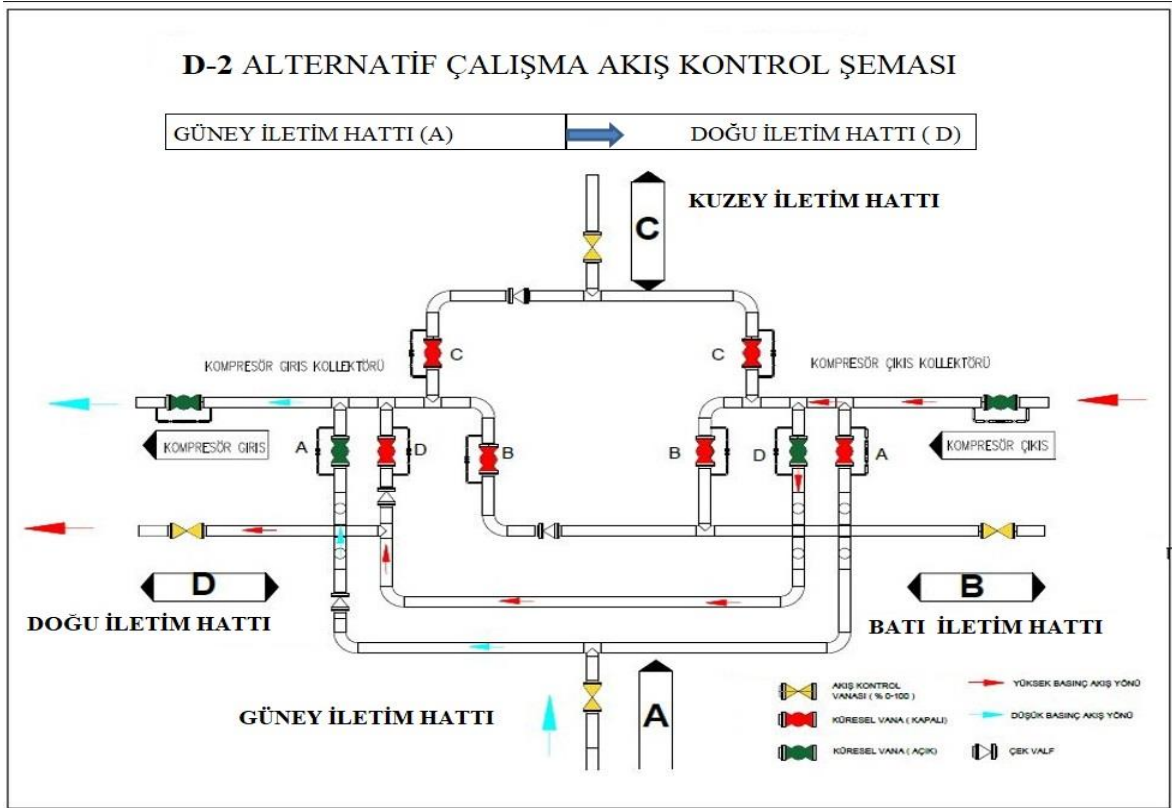 D-2 ALTERNATİF ÇALIŞMA AKIŞ KONTROL ŞEMASI
GÜNEY İLETİM HATTI (A) DOĞU İLETİM HATTI ( D)
KUZEY İLETİM HATTI
C
C
C
KOMPRESÖR GIRIS KOLLEKTÖRÜ
KOMPRESÖR ÇIKIS KOLLEKTÖRÜ
KOMPRESÖR GIRIS
A
D
B
B
D
A
KOMPRESÖR ÇIKIS
D
B
DOĞU İLETİM HATTI
BATI İLETİM HATTI
GÜNEY İLETİM HATTI
A
AKIŞ KONTROL
VANASI ( % 0-100 )
YÜKSEK BASINÇ AKIŞ YÖNÜ
KÜRESEL VANA ( KAPALI)
DÜŞÜK BASINÇ AKIŞ YÖNÜ
KÜRESEL VANA ( AÇIK)
ÇEK VALF